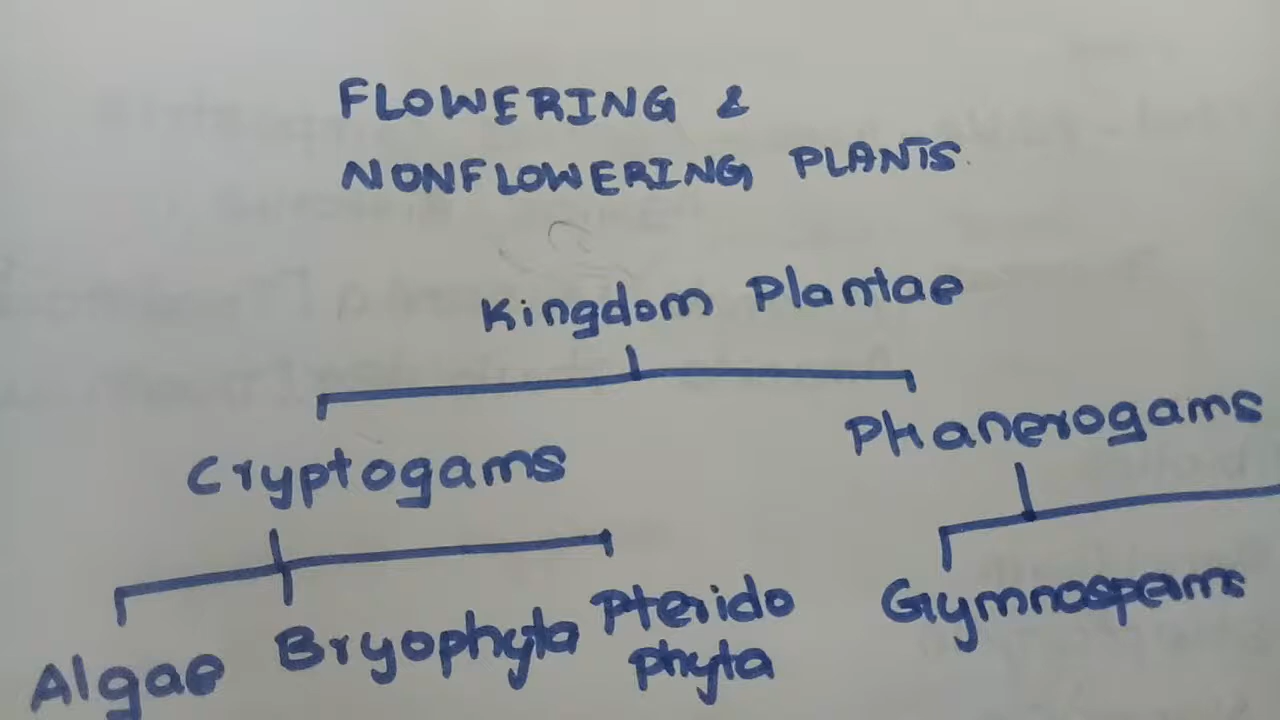 FLOWERING &
NONFLOWERING PLANTS.
Kingdom Plantae
Cryptogams
Phanerogams
Algae
Bryophyta
Pterido
phyta
Gymnosperms